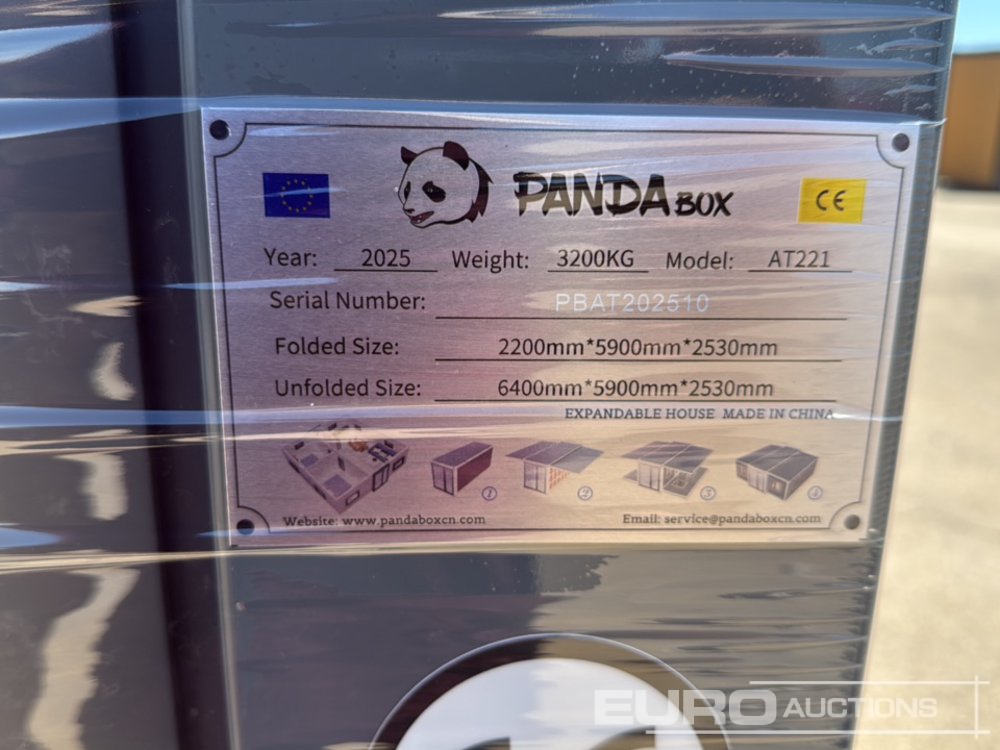 PANDA BOX
CE
Year: 2025 Weight: 3200KG Model: AT221
Serial Number: PBAT202510
Folded Size: 2200mm*5900mm*2530mm
Unfolded Size: 6400mm*5900mm*2530mm
EXPANDABLE HOUSE MADE IN CHINA
1 2 3 4
Website: www.pandaboxcn.com Email: service@pandaboxcn.com
EURO AUCTIONS